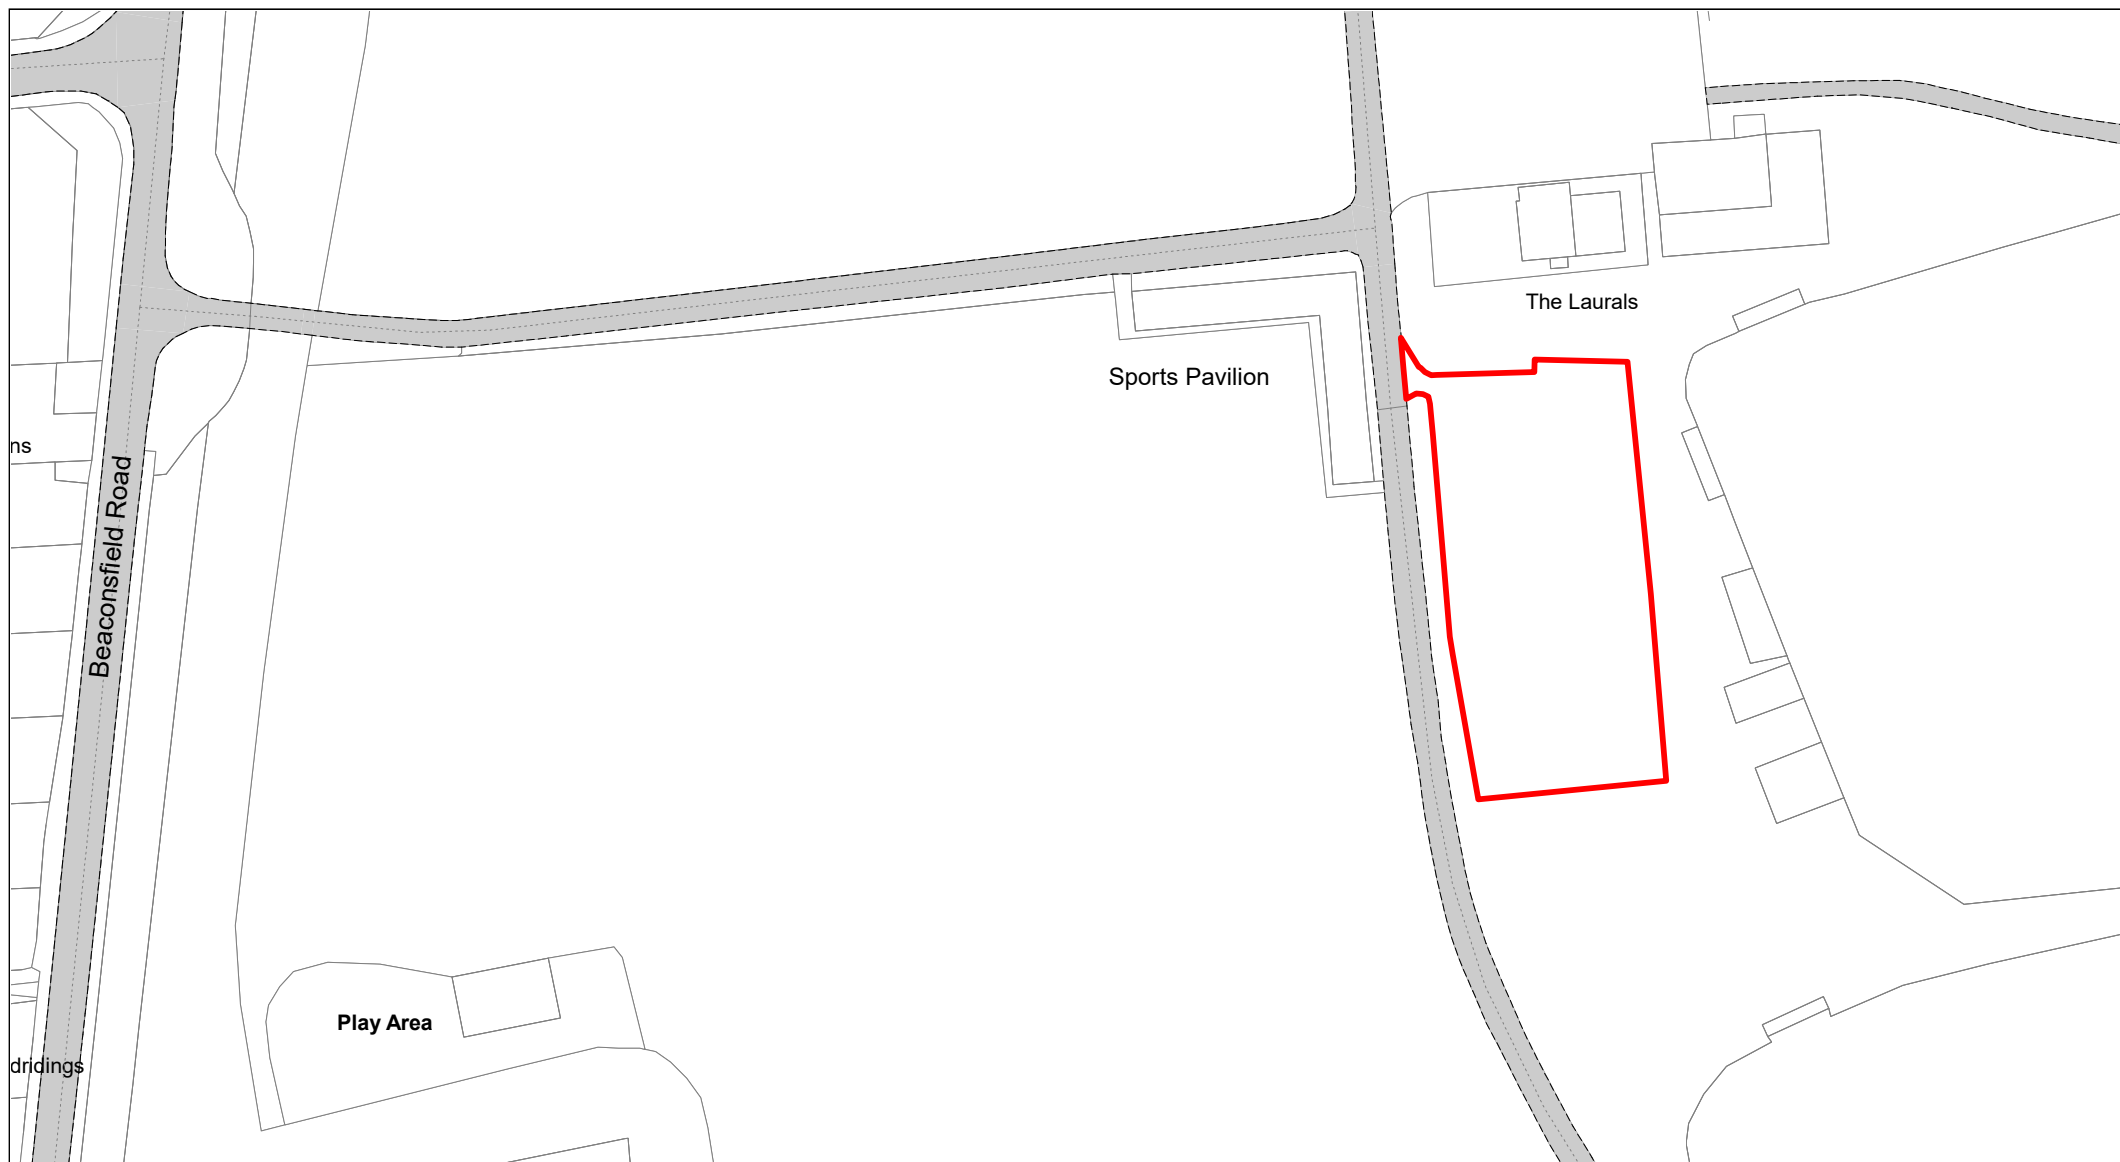 The Laurals
Sports Pavilion
ns
Beaconsfield Road
Play Area
dridings